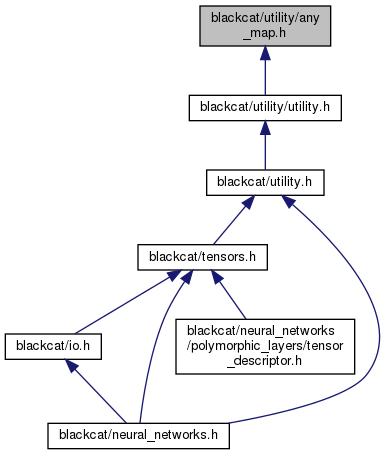 blackcat/utility/any
_map.h
blackcat/utility/utility.h
blackcat/utility.h
blackcat/tensors.h
blackcat/neural_networks
/polymorphic_layers/tensor
_descriptor.h
blackcat/io.h
blackcat/neural_networks.h